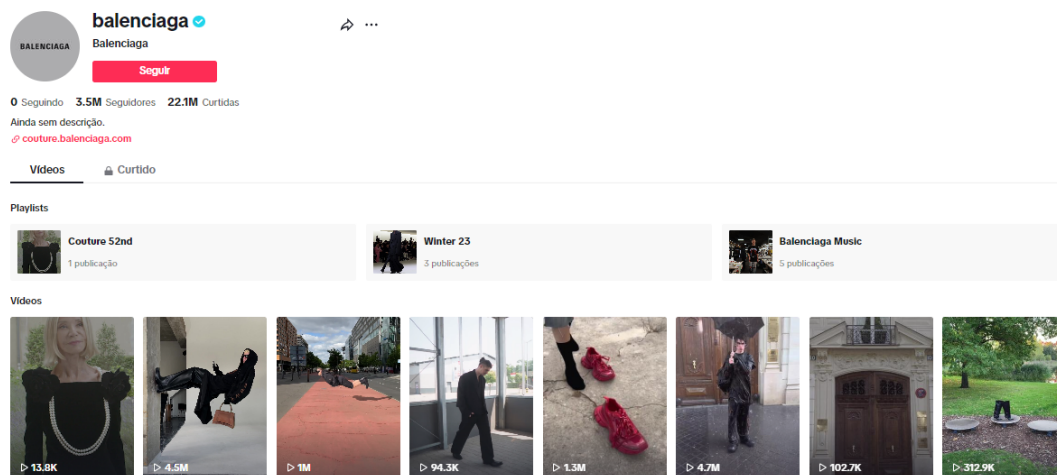 BALENCIAGA
balenciaga
Balenciaga
Seguir
0 Seguindo 3.5M Seguidores 22.1M Curtidas
Ainda sem descrição.
couture.balenciaga.com
Vídeos Curtido
Playlists
Couture 52nd
1 publicação
Winter 23
3 publicações
Balenciaga Music
5 publicações
Vídeos
13.8K 4.5M 1M 94.3K 1.3M 4.7M 102.7K 312.9K